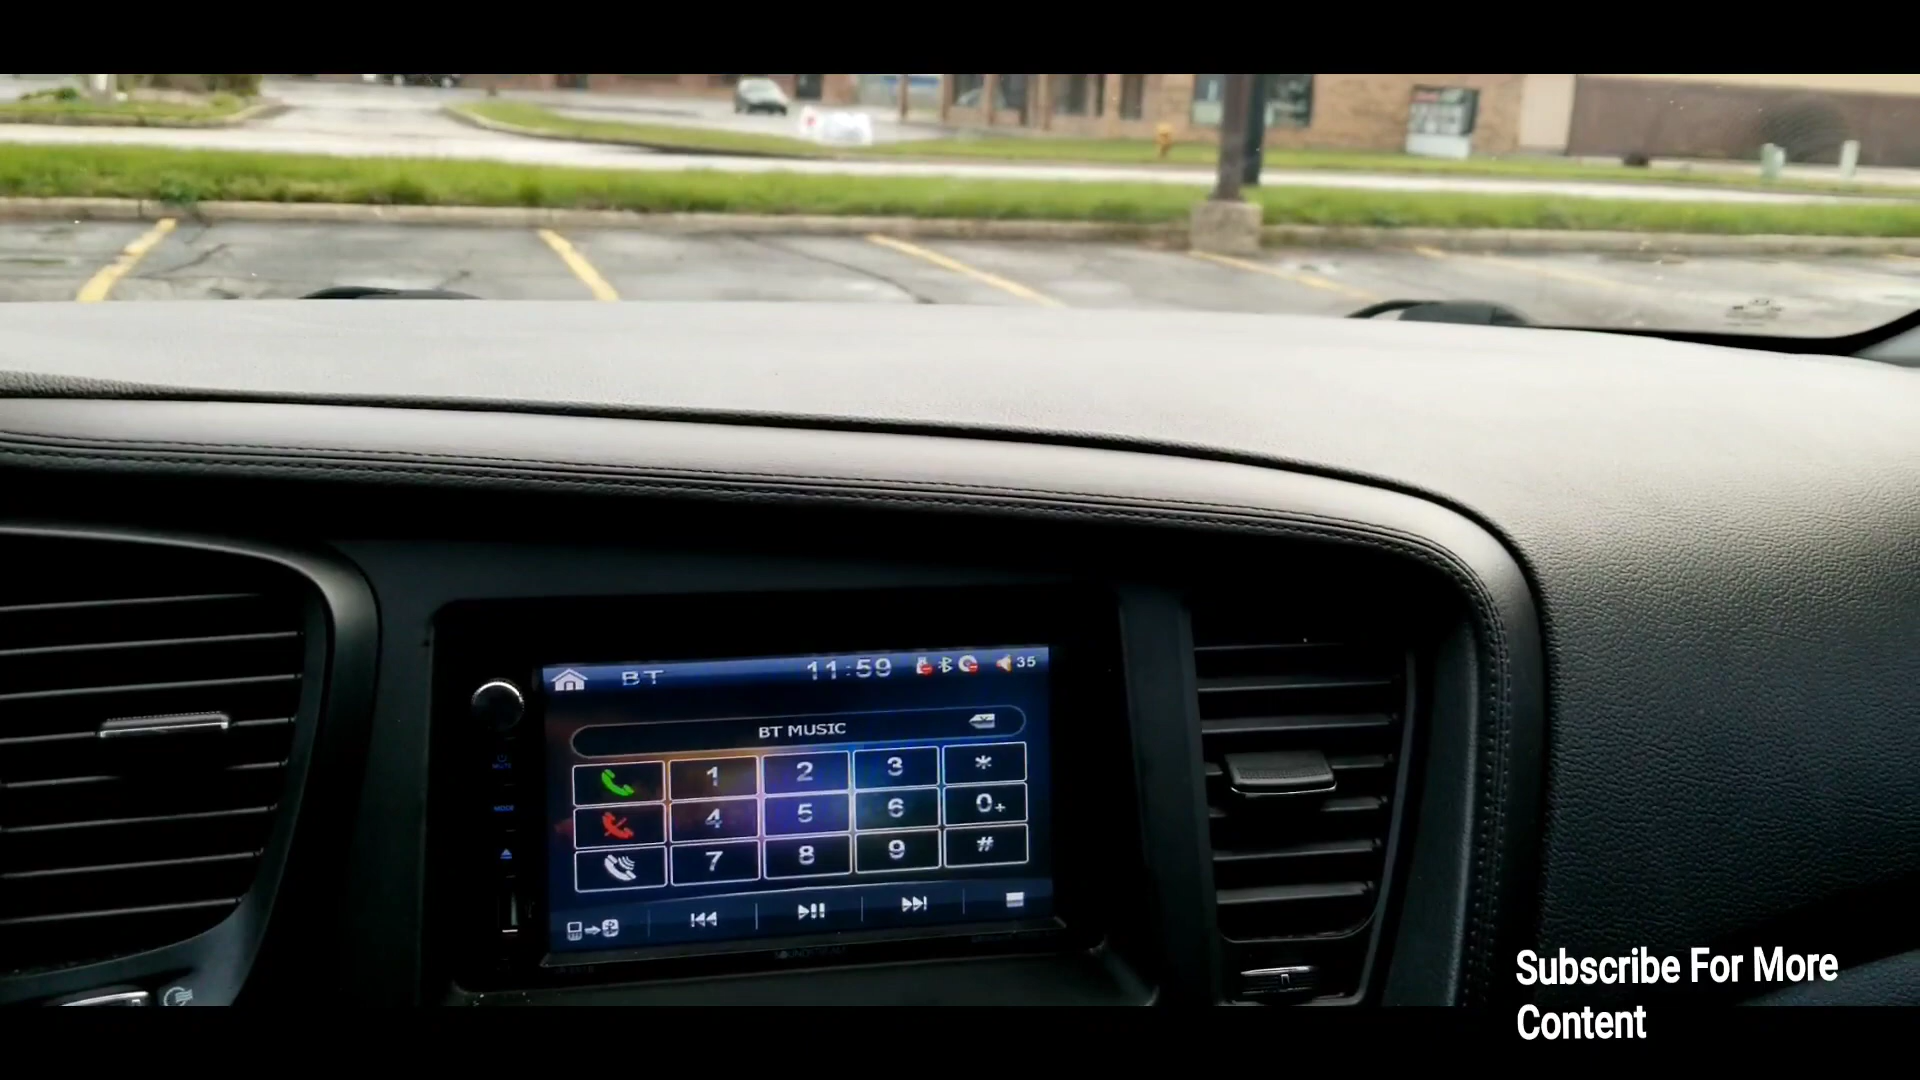 BT 11:59 35
BT MUSIC
1 2 3 *
4 5 6 0+
7 8 9 #
MODE
Subscribe For More
Content